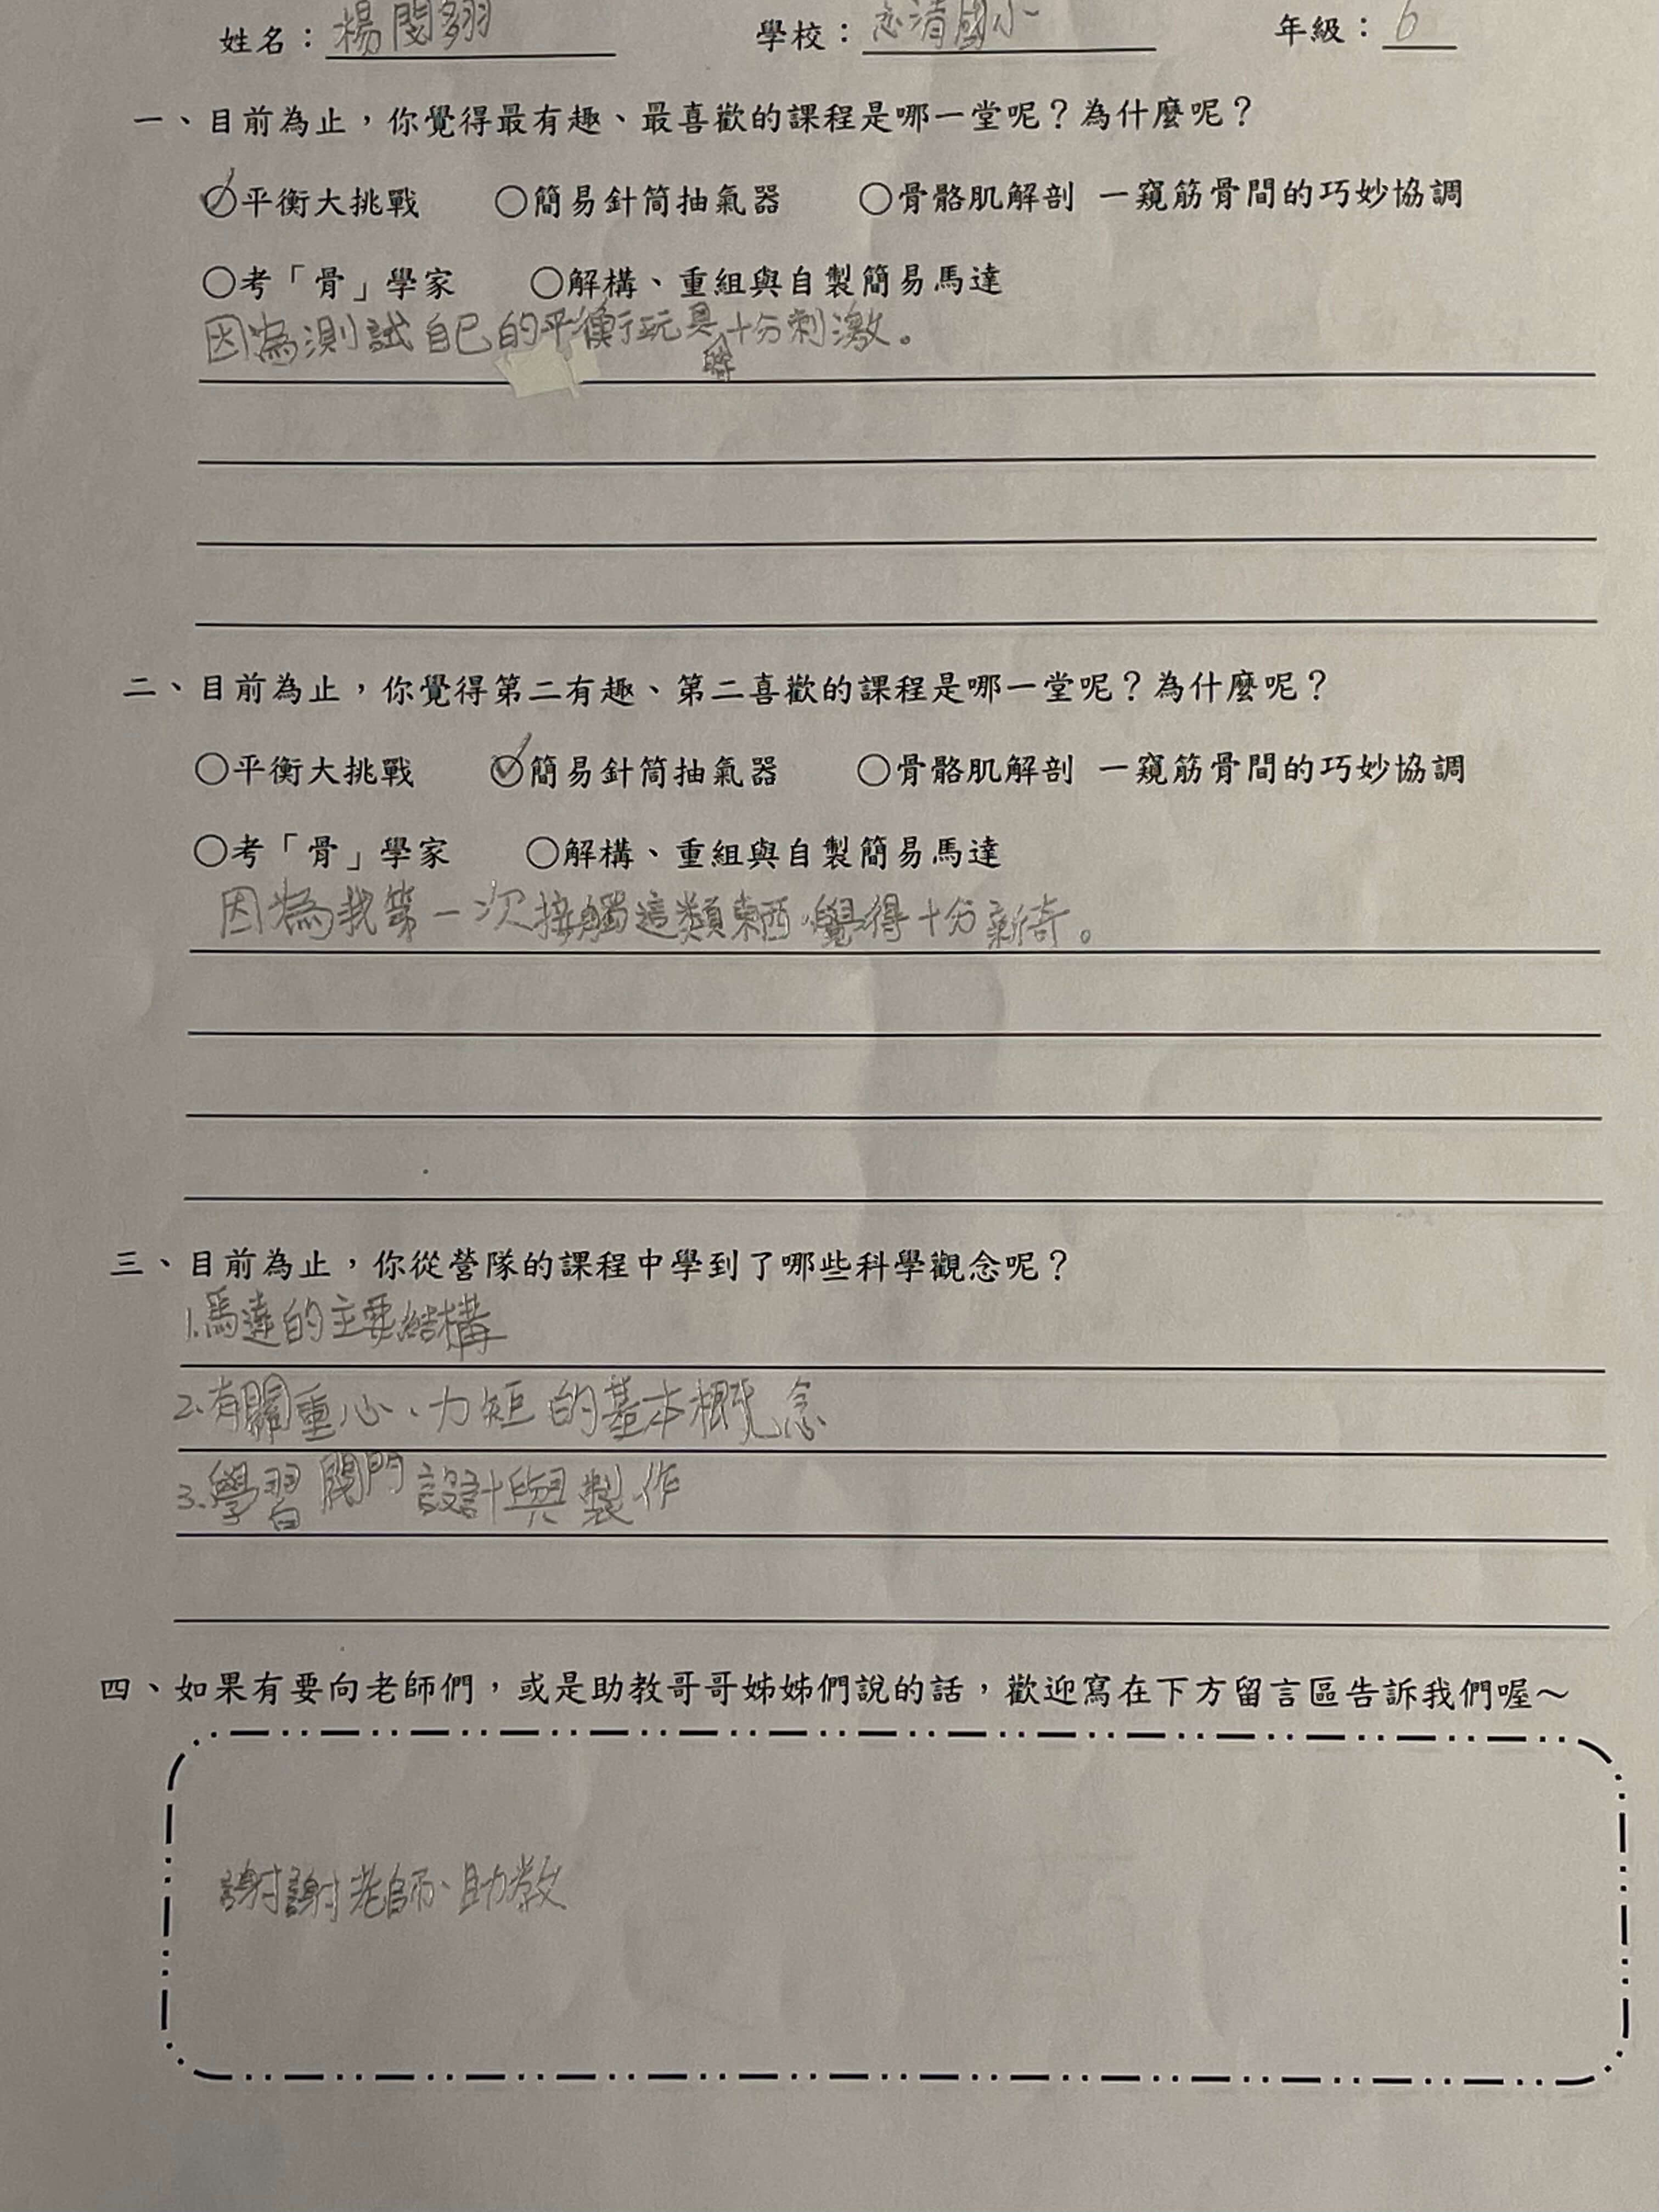 姓名：楊閔翔　學校：志清國小　年級：6
一、目前為止，你覺得最有趣、最喜歡的課程是哪一堂呢？為什麼呢？
○平衡大挑戰　○簡易針筒抽氣器　○骨骼肌解剖 一窺筋骨間的巧妙協調
○考「骨」學家　○解構、重組與自製簡易馬達
因為測試自己的平衡玩具十分刺激。
二、目前為止，你覺得第二有趣、第二喜歡的課程是哪一堂呢？為什麼呢？
○平衡大挑戰　○簡易針筒抽氣器　○骨骼肌解剖 一窺筋骨間的巧妙協調
○考「骨」學家　○解構、重組與自製簡易馬達
因為我第一次接觸這類東西，覺得十分新奇。
三、目前為止，你從營隊的課程中學到了哪些科學觀念呢？
1.馬達的主要結構
2.有關重心、力矩的基本概念
3.學習閥門設計與製作
四、如果有要向老師們，或是助教哥哥姊姊們說的話，歡迎寫在下方留言區告訴我們喔～
謝謝老師、助教